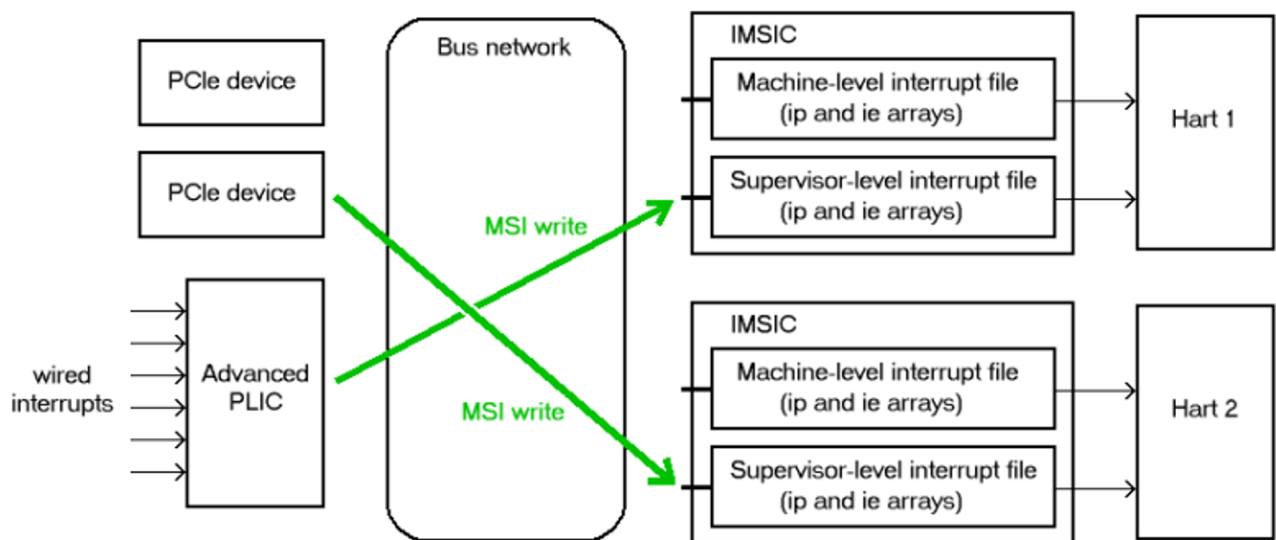 PCIe device
PCIe device
wired
interrupts
Advanced
PLIC
Bus network
MSI write
MSI write
IMSIC
Machine-level interrupt file
(ip and ie arrays)
Supervisor-level interrupt file
(ip and ie arrays)
Hart 1
IMSIC
Machine-level interrupt file
(ip and ie arrays)
Supervisor-level interrupt file
(ip and ie arrays)
Hart 2